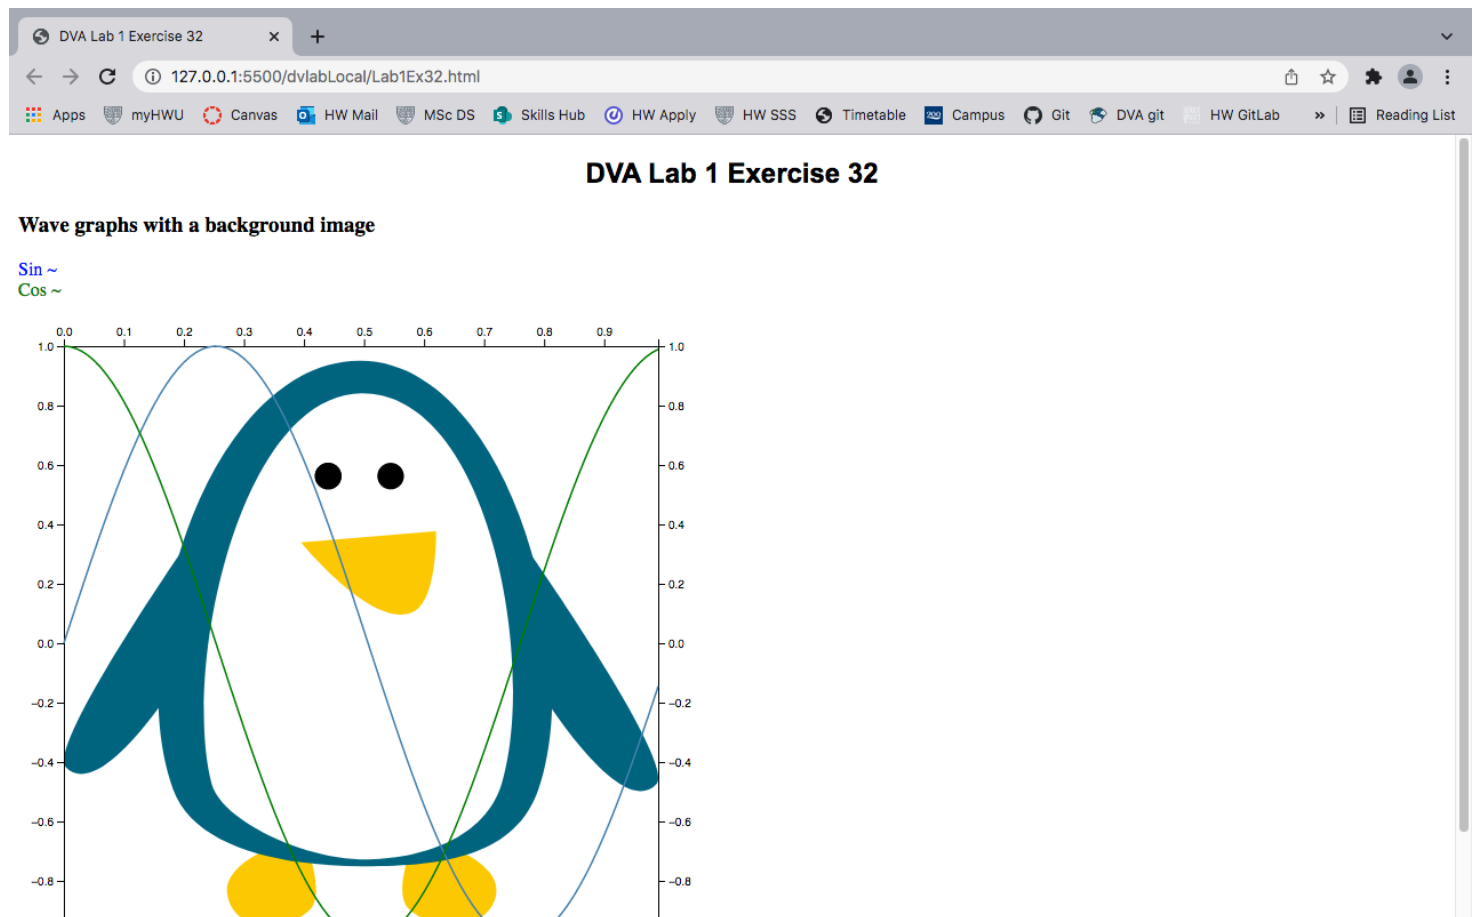 DVA Lab 1 Exercise 32
127.0.0.1:5500/dvlabLocal/Lab1Ex32.html
Apps myHWU Canvas HW Mail MSc DS Skills Hub HW Apply HW SSS Timetable Campus Git DVA git HW GitLab » Reading List
DVA Lab 1 Exercise 32
Wave graphs with a background image
Sin ~
Cos ~
0.0 0.1 0.2 0.3 0.4 0.5 0.6 0.7 0.8 0.9
1.0 1.0
0.8 0.8
0.6 0.6
0.4 0.4
0.2 0.2
0.0 0.0
−0.2 −0.2
−0.4 −0.4
−0.6 −0.6
−0.8 −0.8